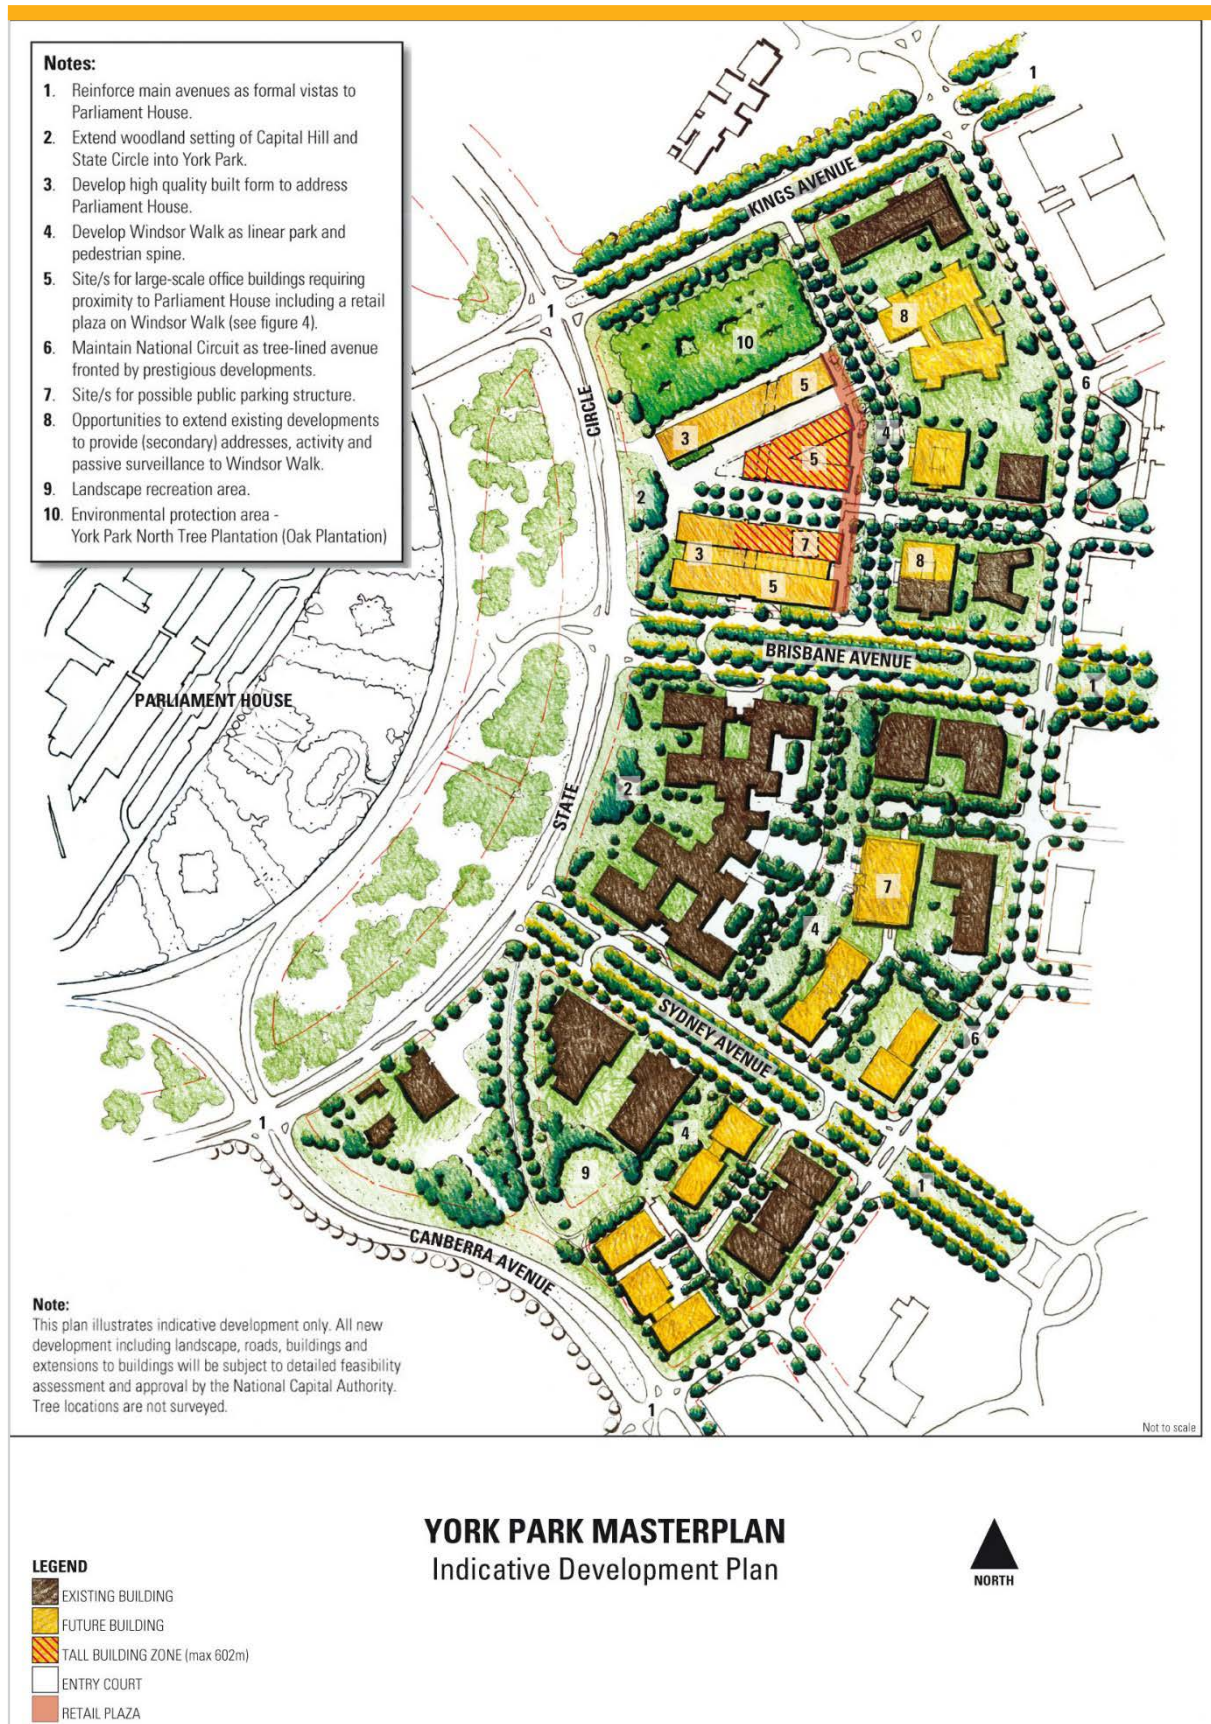 Notes:
1. Reinforce main avenues as formal vistas to
Parliament House.
2. Extend woodland setting of Capital Hill and
State Circle into York Park.
3. Develop high quality built form to address
Parliament House.
4. Develop Windsor Walk as linear park and
pedestrian spine.
5. Site/s for large-scale office buildings requiring
proximity to Parliament House including a retail
plaza on Windsor Walk (see figure 4).
6. Maintain National Circuit as tree-lined avenue
fronted by prestigious developments.
7. Site/s for possible public parking structure.
8. Opportunities to extend existing developments
to provide (secondary) addresses, activity and
passive surveillance to Windsor Walk.
9. Landscape recreation area.
10. Environmental protection area -
York Park North Tree Plantation (Oak Plantation)
1
KINGS AVENUE
1
8
10
6
5
CIRCLE
3
4
5
2
7
3
8
5
BRISBANE AVENUE
1
PARLIAMENT HOUSE
2
STATE
7
4
SYDNEY AVENUE
6
1
4
9
1
CANBERRA AVENUE
1
Note:
This plan illustrates indicative development only. All new
development including landscape, roads, buildings and
extensions to buildings will be subject to detailed feasibility
assessment and approval by the National Capital Authority.
Tree locations are not surveyed.
Not to scale
YORK PARK MASTERPLAN
Indicative Development Plan
NORTH
LEGEND
EXISTING BUILDING
FUTURE BUILDING
TALL BUILDING ZONE (max 602m)
ENTRY COURT
RETAIL PLAZA